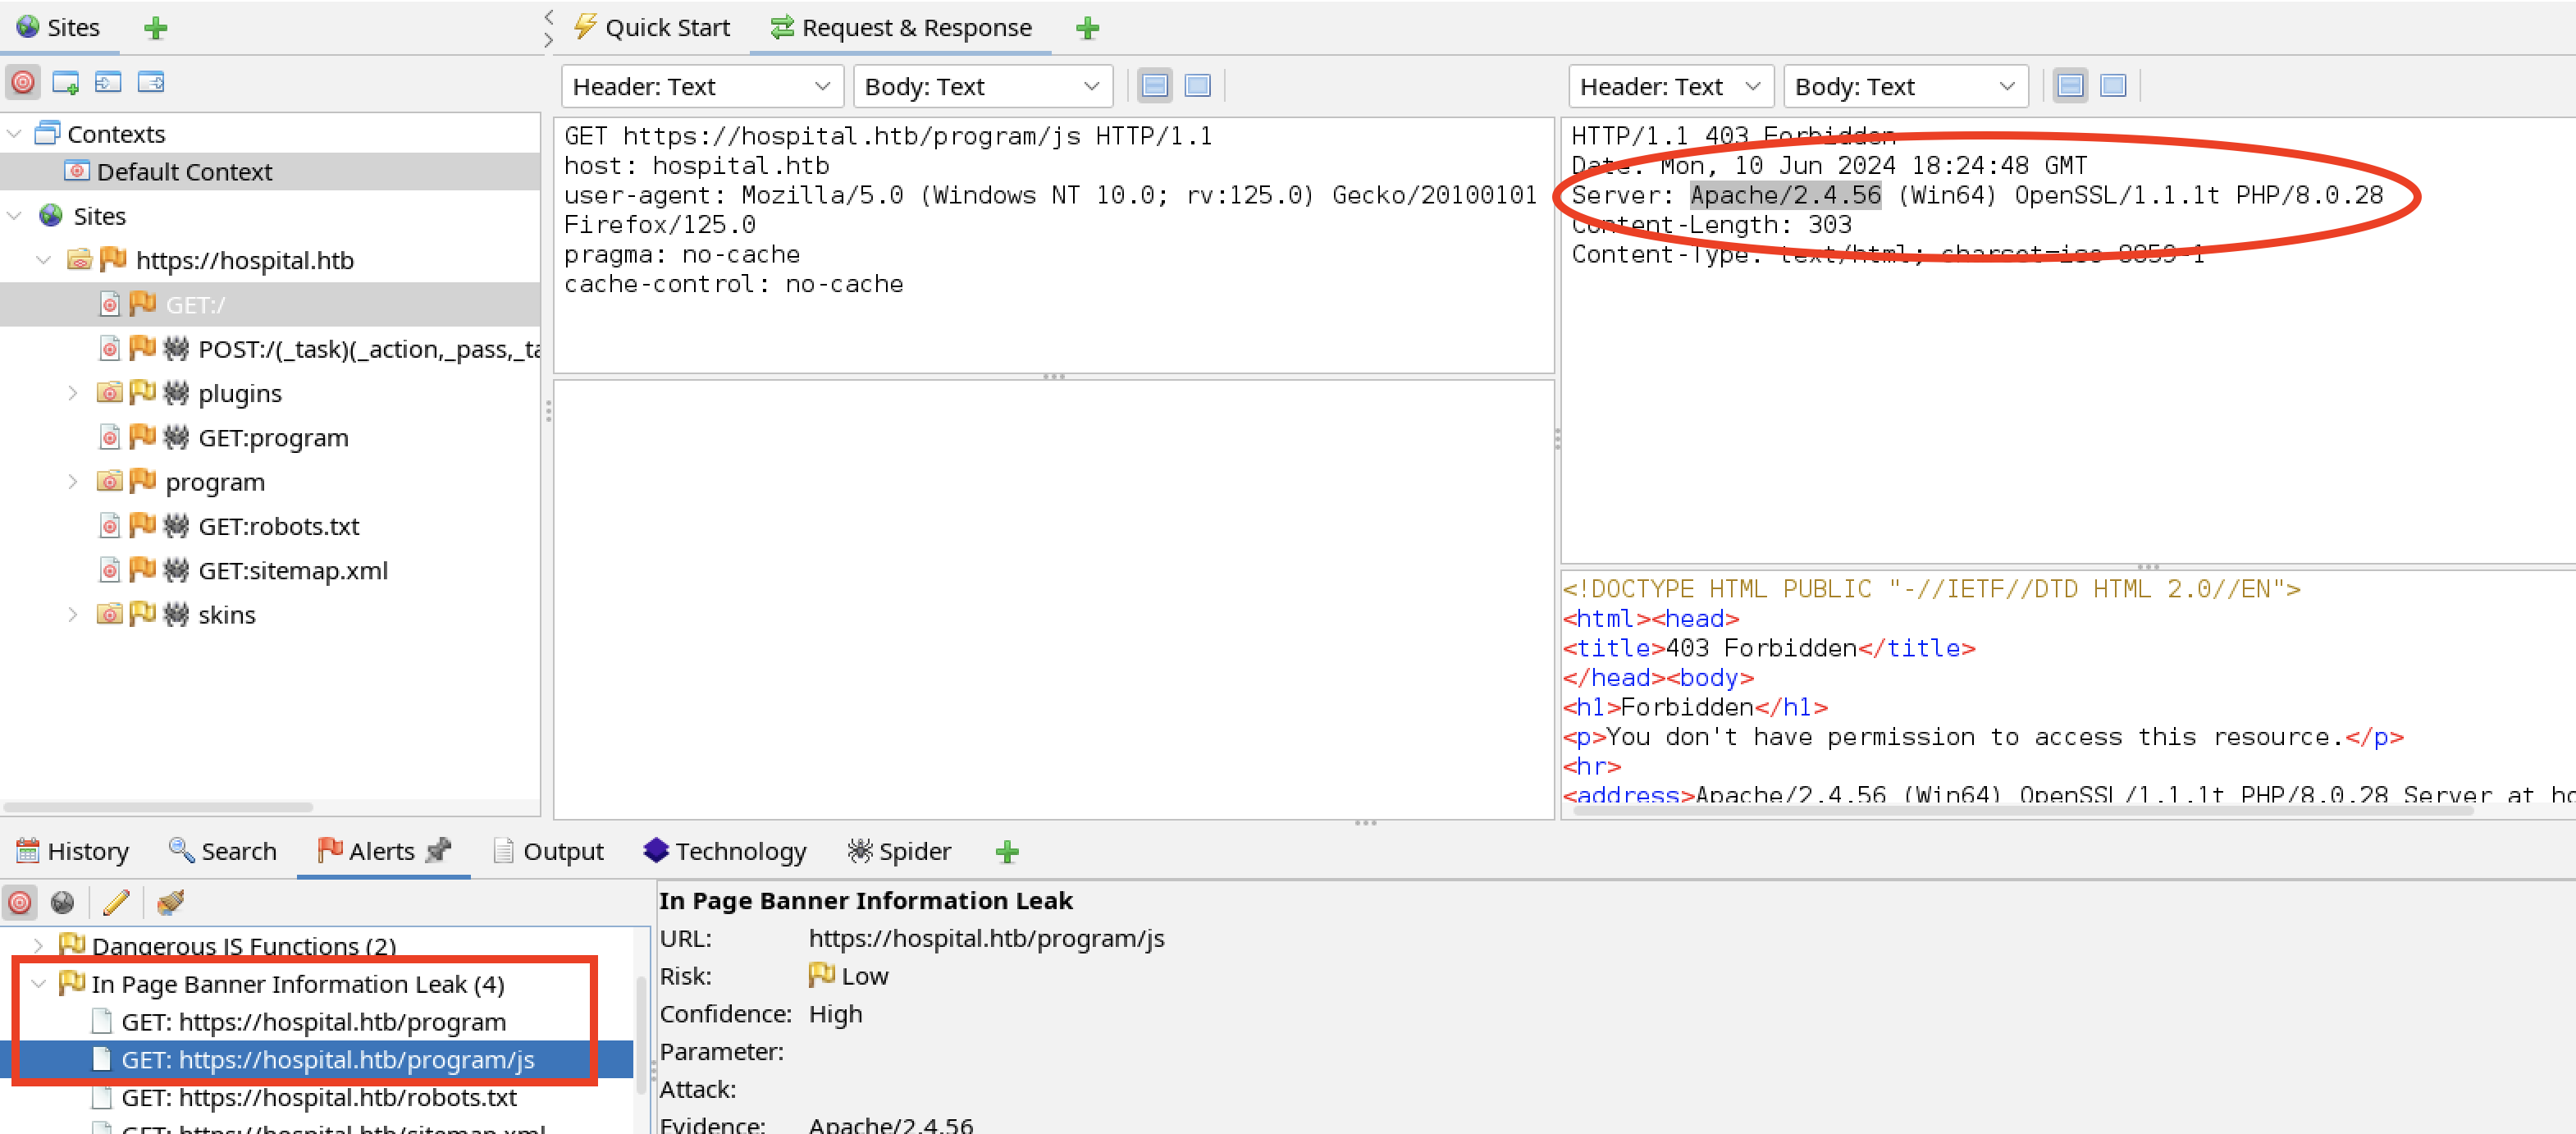 Sites
Quick Start
Request & Response
Header: Text
Body: Text
Header: Text
Body: Text
Contexts
Default Context
Sites
https://hospital.htb
GET:/
POST:/(_task)(_action,_pass,_ta
plugins
GET:program
program
GET:robots.txt
GET:sitemap.xml
skins
GET https://hospital.htb/program/js HTTP/1.1
host: hospital.htb
user-agent: Mozilla/5.0 (Windows NT 10.0; rv:125.0) Gecko/20100101
Firefox/125.0
pragma: no-cache
cache-control: no-cache
HTTP/1.1 403 Forbidden
Date: Mon, 10 Jun 2024 18:24:48 GMT
Server: Apache/2.4.56 (Win64) OpenSSL/1.1.1t PHP/8.0.28
Content-Length: 303
Content-Type: text/html; charset=iso-8859-1
<!DOCTYPE HTML PUBLIC "-//IETF//DTD HTML 2.0//EN">
<html><head>
<title>403 Forbidden</title>
</head><body>
<h1>Forbidden</h1>
<p>You don't have permission to access this resource.</p>
<hr>
<address>Apache/2.4.56 (Win64) OpenSSL/1.1.1t PHP/8.0.28 Server at ho
History
Search
Alerts
Output
Technology
Spider
Dangerous JS Functions (2)
In Page Banner Information Leak (4)
GET: https://hospital.htb/program
GET: https://hospital.htb/program/js
GET: https://hospital.htb/robots.txt
GET: https://hospital.htb/sitemap.xml
In Page Banner Information Leak
URL: https://hospital.htb/program/js
Risk: Low
Confidence: High
Parameter:
Attack:
Evidence: Apache/2.4.56